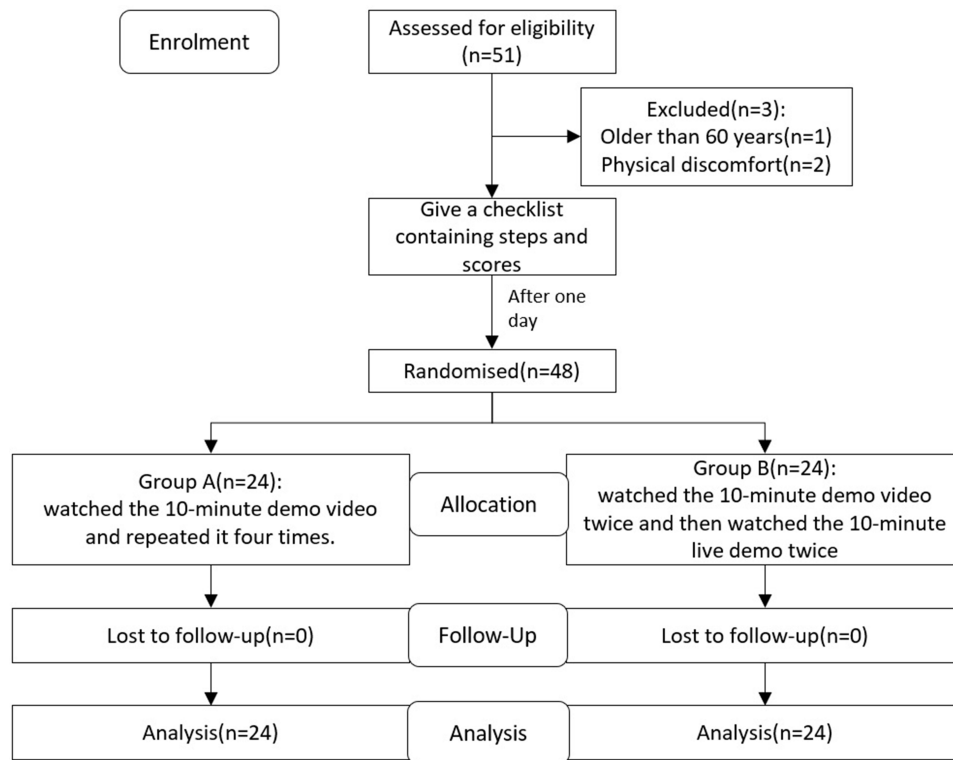 Enrolment
Assessed for eligibility
(n=51)
Excluded(n=3):
Older than 60 years(n=1)
Physical discomfort(n=2)
Give a checklist
containing steps and
scores
After one
day
Randomised(n=48)
Group A(n=24):
watched the 10-minute demo video
and repeated it four times.
Allocation
Group B(n=24):
watched the 10-minute demo video
twice and then watched the 10-minute
live demo twice
Lost to follow-up(n=0)
Follow-Up
Lost to follow-up(n=0)
Analysis(n=24)
Analysis
Analysis(n=24)